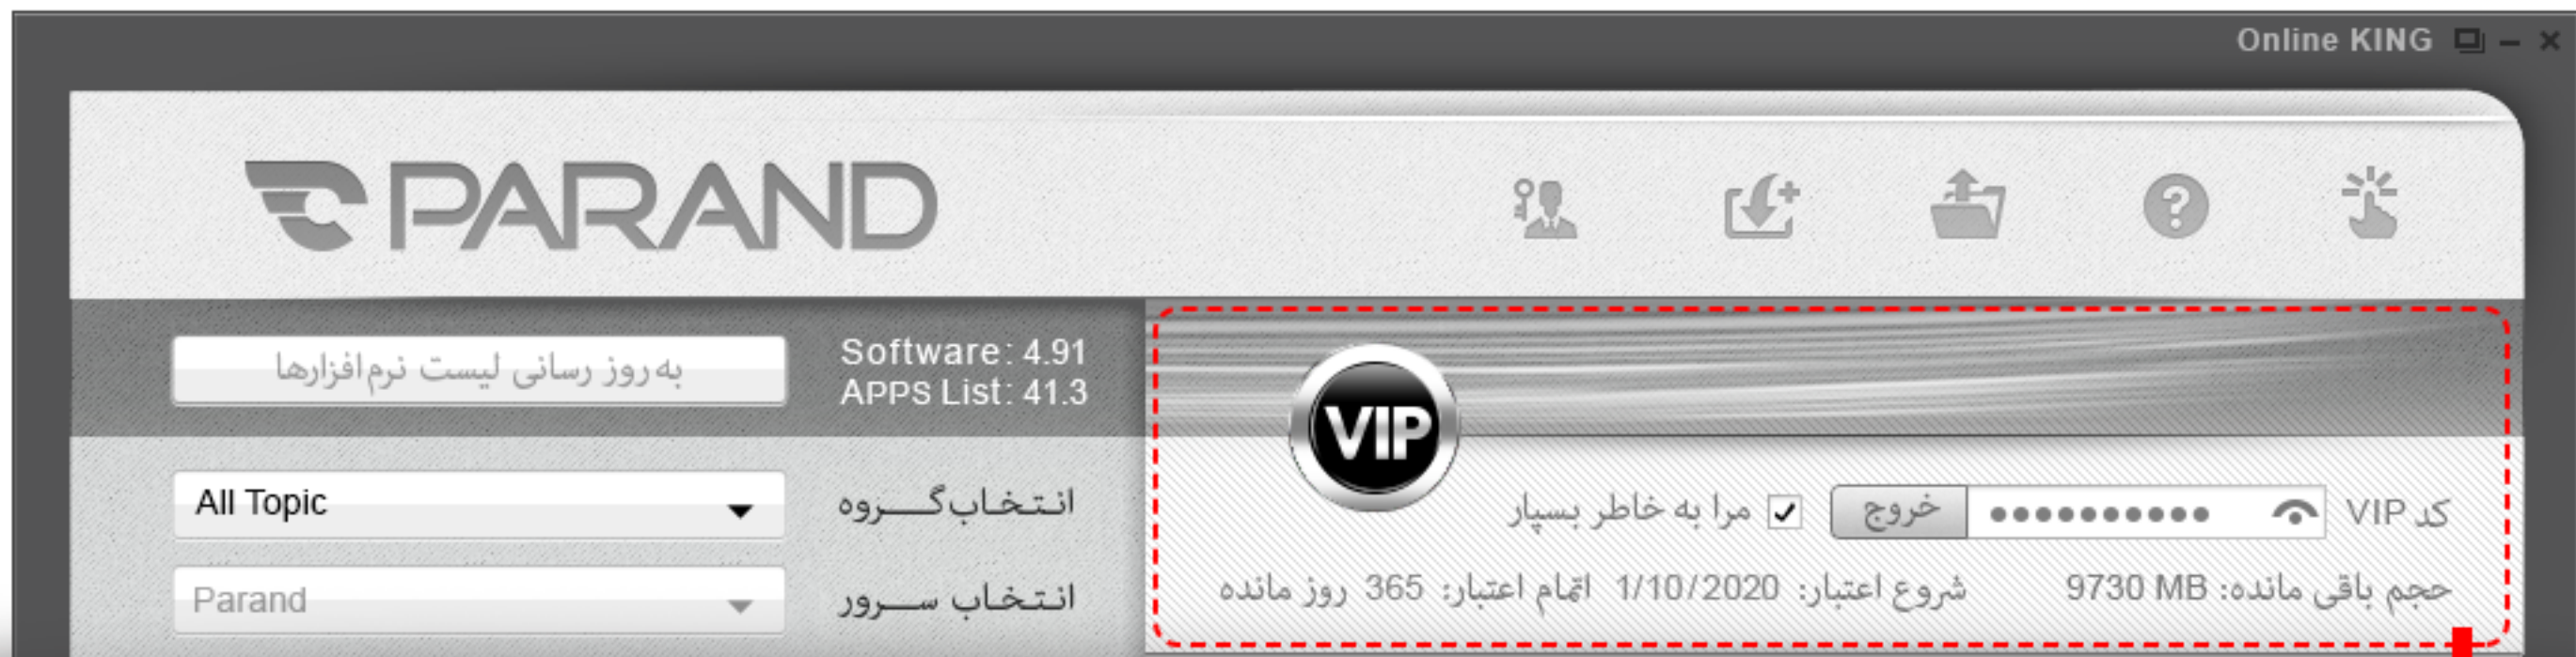 Online KING
PARAND
به روز رسانی لیست نرم افزارها
Software: 4.91
APPS List: 41.3
VIP
All Topic
انتخاب گـــروه
کد VIP
خروج
مرا به خاطر بسپار
Parand
انتخاب ســرور
حجم باقی مانده: 9730 MB
شروع اعتبار: 1/10/2020
اتمام اعتبار: 365 روز مانده